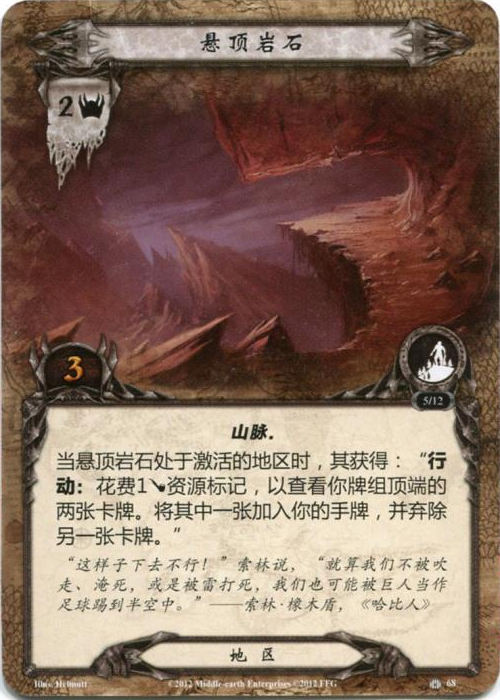 悬顶岩石
2
3
5/12
山脉.
当悬顶岩石处于激活的地区时，其获得：“行
动：花费1资源标记，以查看你牌组顶端的
两张卡牌。将其中一张加入你的手牌，并弃除
另一张卡牌。”
“这样子下去不行！”索林说，“就算我们不被吹
走、淹死，或是被雷打死，我们也可能被巨人当作
足球踢到半空中。”——索林·橡木盾，《哈比人》
地区
Illus. Helmutt
©2012 Middle-earth Enterprises ©2012 FFG
68